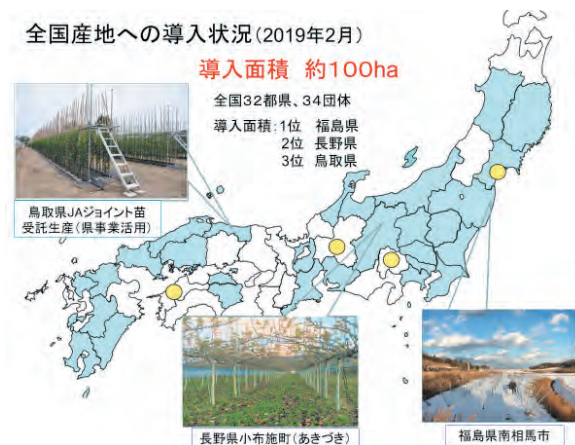 全国産地への導入状況(2019年2月)
導入面積 約100ha
全国32都県、34団体
導入面積:1位 福島県
2位 長野県
3位 鳥取県
鳥取県JAジョイント苗
受託生産(県事業活用)
長野県小布施町(あきづき)
福島県南相馬市